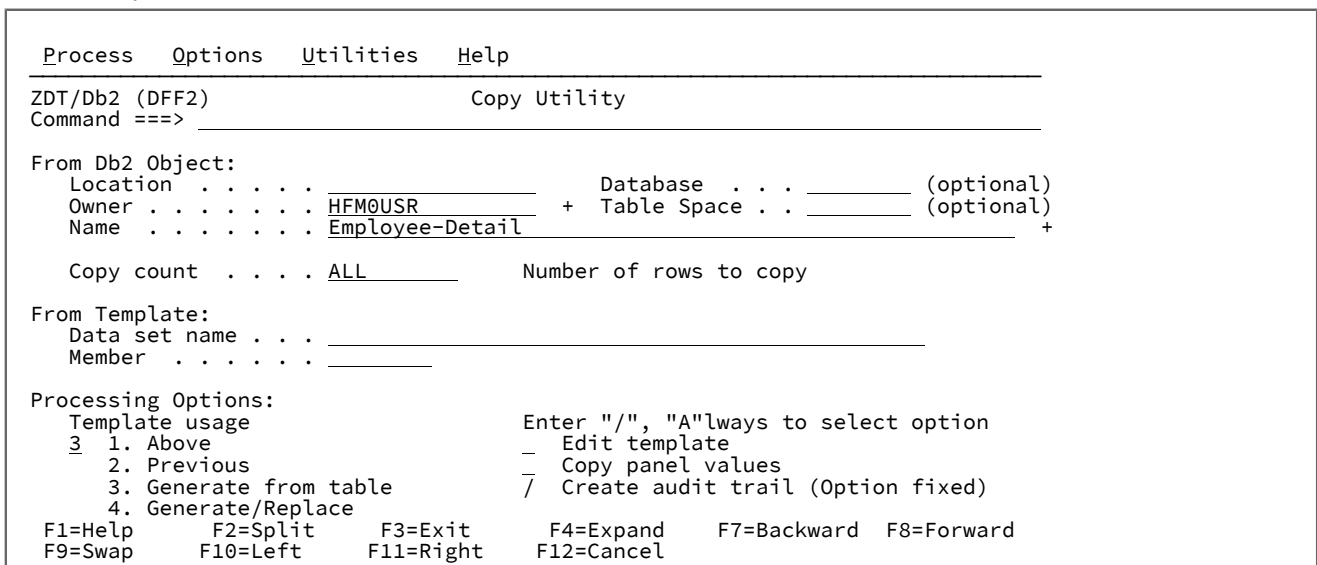 Process Options Utilities Help
ZDT/Db2 (DFF2) Copy Utility
Command ===>
From Db2 Object:
Location . . . . . Database . . . (optional)
Owner . . . . . . . HFM0USR + Table Space . . (optional)
Name . . . . . . . Employee-Detail +
Copy count . . . . ALL Number of rows to copy
From Template:
Data set name . . .
Member . . . . . .
Processing Options:
Template usage Enter "/", "A"lways to select option
3 1. Above _ Edit template
2. Previous _ Copy panel values
3. Generate from table / Create audit trail (Option fixed)
4. Generate/Replace
F1=Help F2=Split F3=Exit F4=Expand F7=Backward F8=Forward
F9=Swap F10=Left F11=Right F12=Cancel